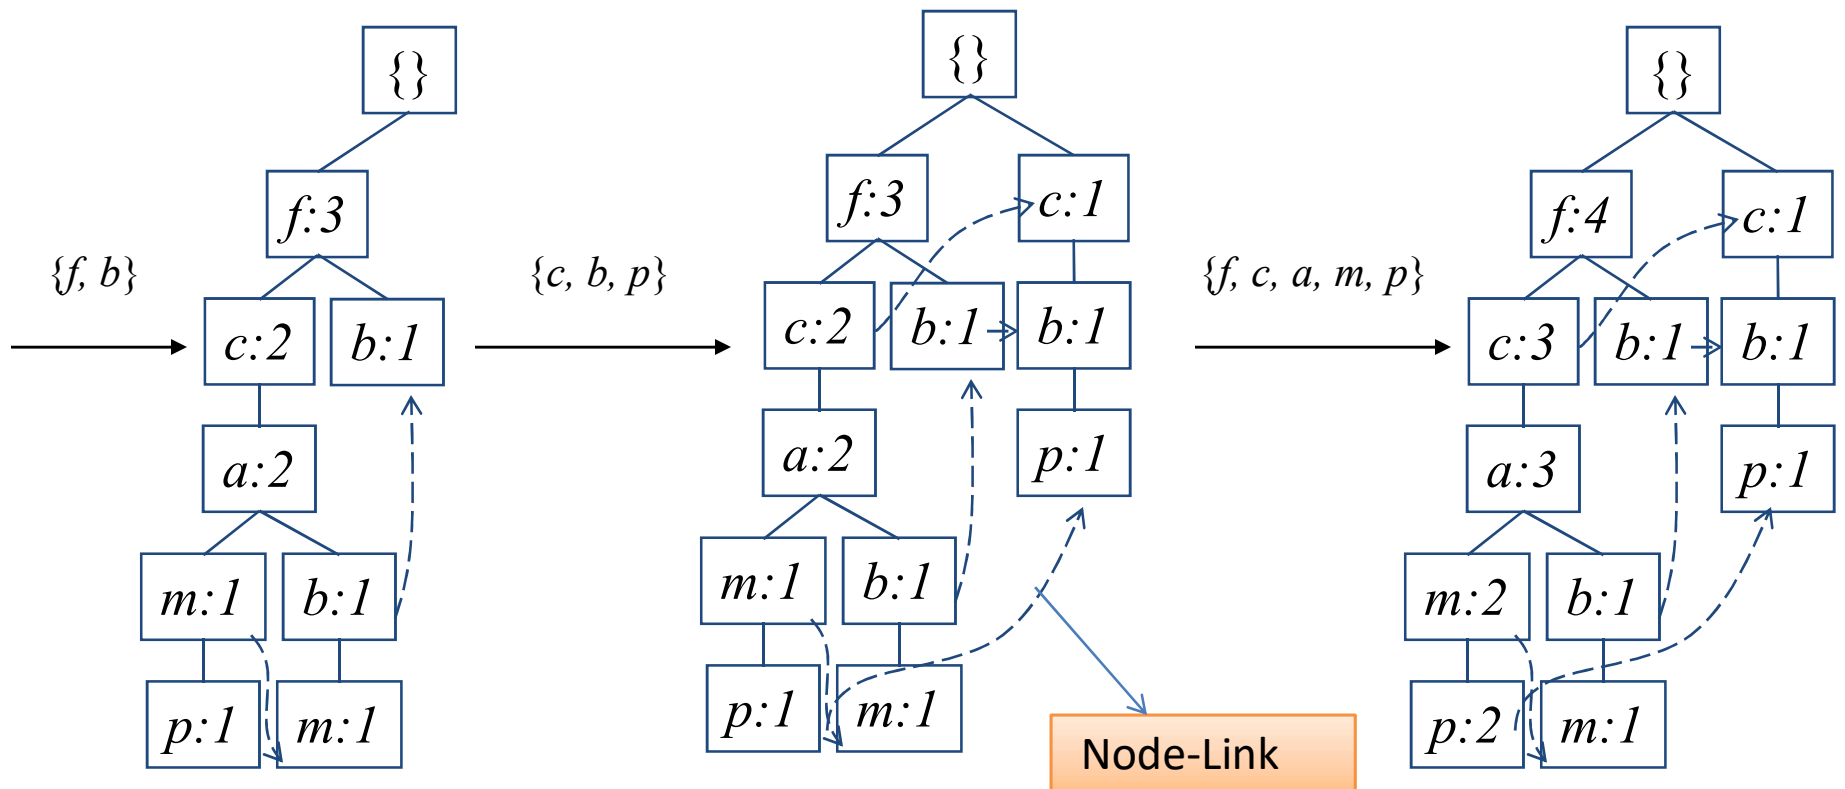 {f, b}
{}
f:3
c:2 b:1
a:2
m:1 b:1
p:1 m:1
{c, b, p}
{}
f:3 c:1
c:2 b:1 b:1
a:2 p:1
m:1 b:1
p:1 m:1
Node-Link
{f, c, a, m, p}
{}
f:4 c:1
c:3 b:1 b:1
a:3 p:1
m:2 b:1
p:2 m:1